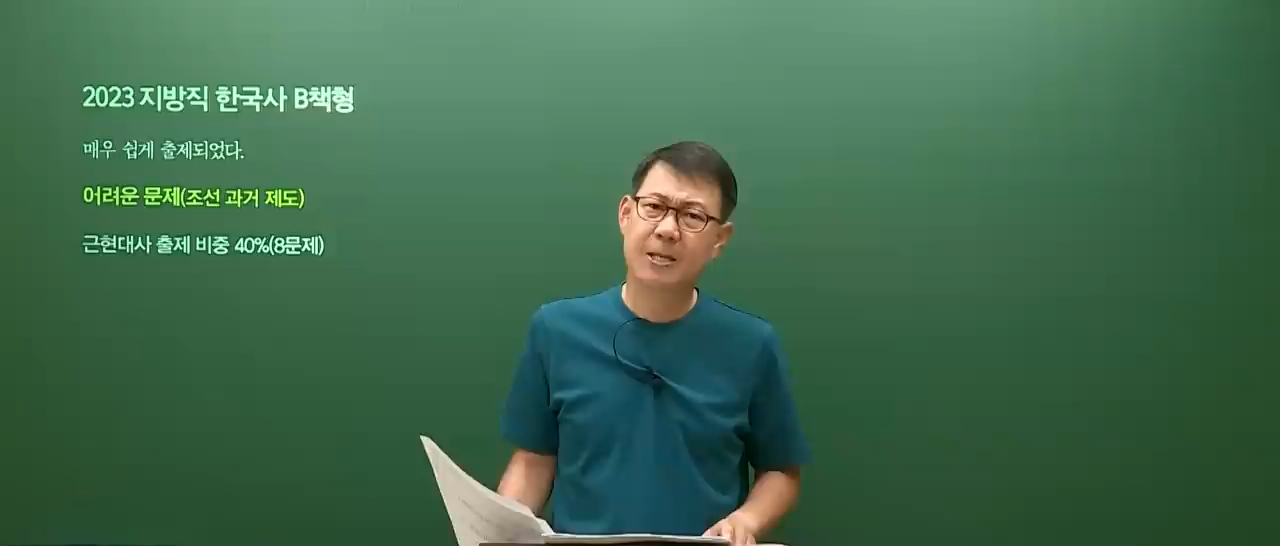 2023 지방직 한국사 B책형
매우 쉽게 출제되었다.
어려운 문제(조선 과거 제도)
근현대사 출제 비중 40%(8문제)